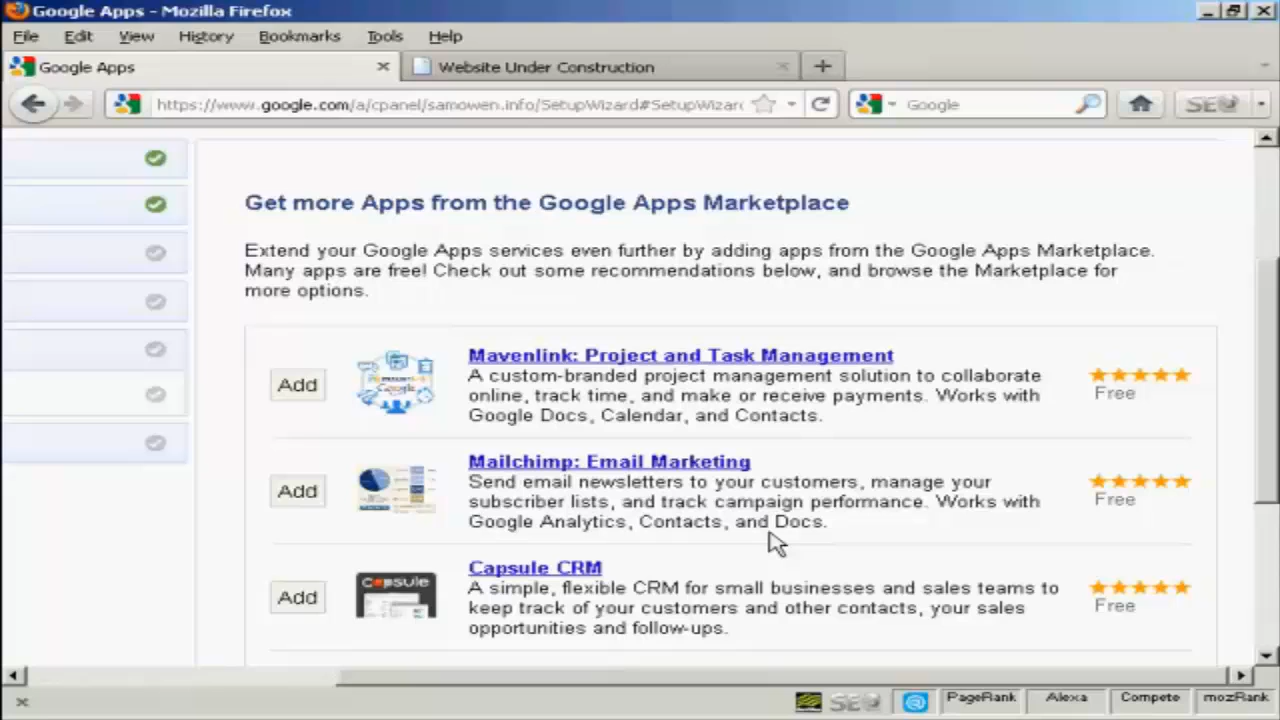 Google Apps - Mozilla Firefox
File Edit View History Bookmarks Tools Help
Google Apps
Website Under Construction
https://www.google.com/a/cpanel/samowen.info/SetupWizard#SetupWizar
Google
Get more Apps from the Google Apps Marketplace
Extend your Google Apps services even further by adding apps from the Google Apps Marketplace.
Many apps are free! Check out some recommendations below, and browse the Marketplace for
more options.
Add
Mavenlink: Project and Task Management
A custom-branded project management solution to collaborate
online, track time, and make or receive payments. Works with
Google Docs, Calendar, and Contacts.
Free
Add
Mailchimp: Email Marketing
Send email newsletters to your customers, manage your
subscriber lists, and track campaign performance. Works with
Google Analytics, Contacts, and Docs.
Free
Add
Capsule
Capsule CRM
A simple, flexible CRM for small businesses and sales teams to
keep track of your customers and other contacts, your sales
opportunities and follow-ups.
Free
PageRank Alexa Compete mozRank